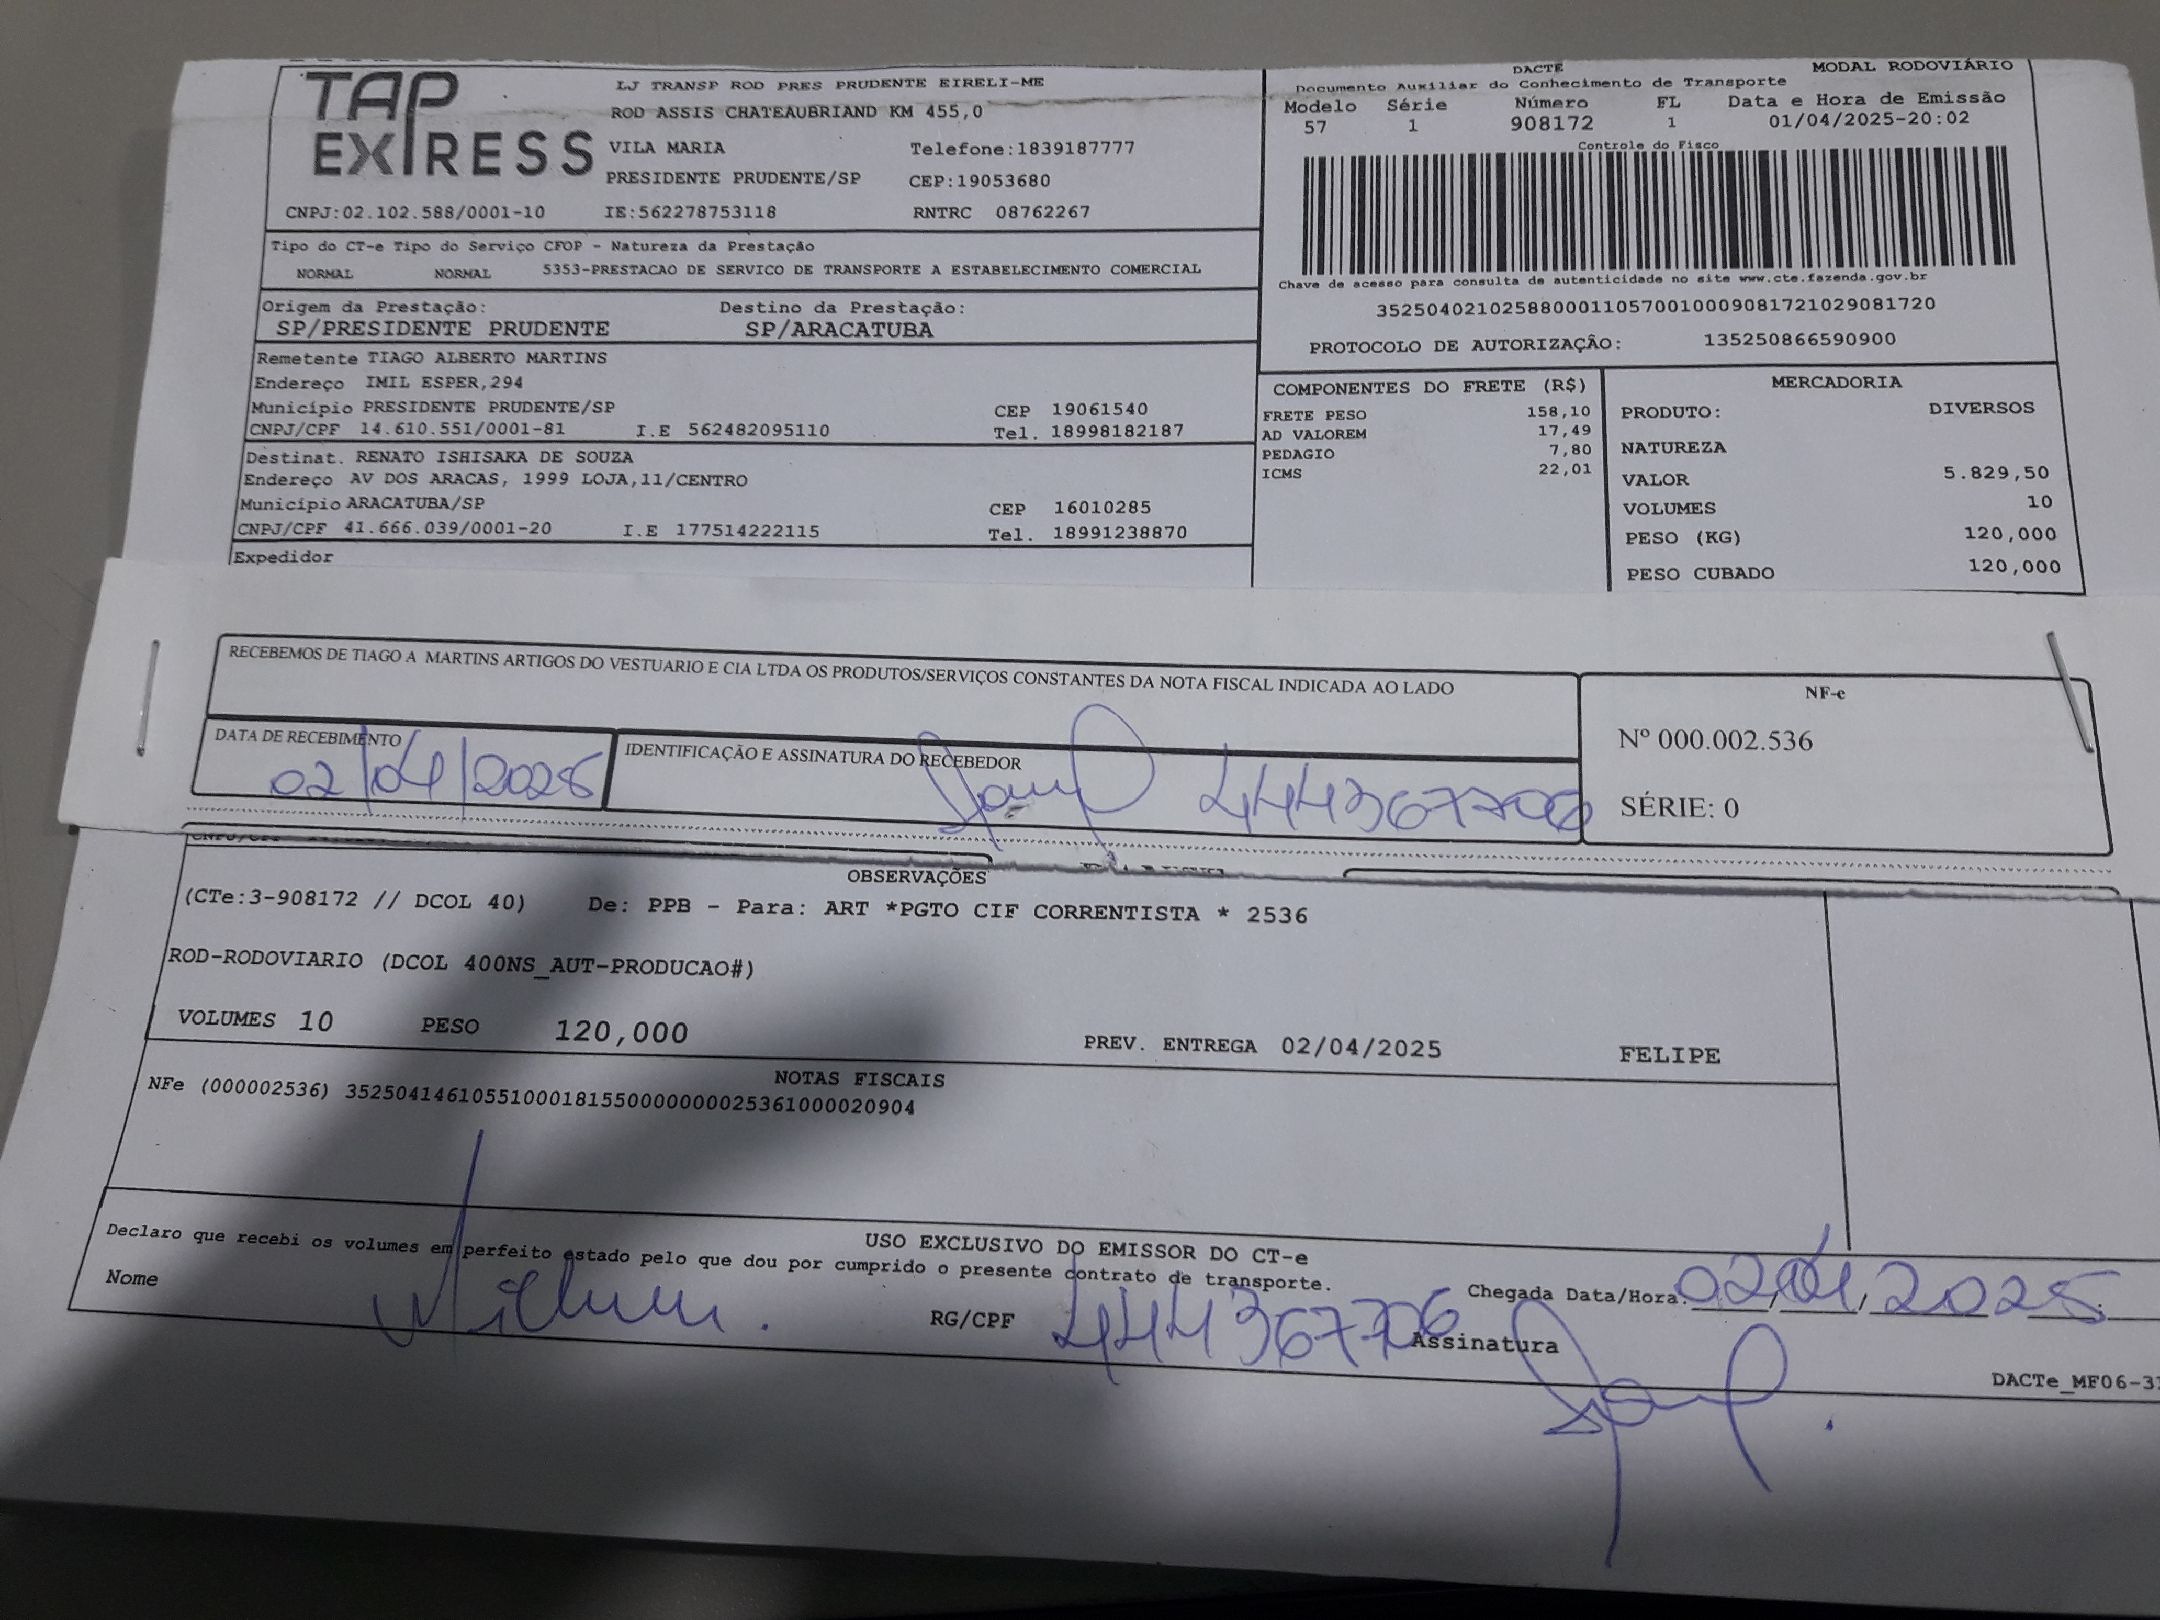 TAP EXPRESS
LJ TRANSP ROD PRES PRUDENTE EIRELI-ME
ROD ASSIS CHATEAUBRIAND KM 455,0
VILA MARIA Telefone:1839187777
PRESIDENTE PRUDENTE/SP CEP:19053680
CNPJ:02.102.588/0001-10 IE:562278753118 RNTRC 08762267
DACTE MODAL RODOVIÁRIO
Documento Auxiliar do Conhecimento de Transporte
Modelo Série Número FL Data e Hora de Emissão
57 1 908172 1 01/04/2025-20:02
Controle do Fisco
Chave de acesso para consulta de autenticidade no site www.cte.fazenda.gov.br
35250402102588000110570010009081721029081720
PROTOCOLO DE AUTORIZAÇÃO: 135250866590900
Tipo do CT-e Tipo do Serviço CFOP - Natureza da Prestação
NORMAL NORMAL 5353-PRESTACAO DE SERVICO DE TRANSPORTE A ESTABELECIMENTO COMERCIAL
Origem da Prestação: Destino da Prestação:
SP/PRESIDENTE PRUDENTE SP/ARACATUBA
Remetente TIAGO ALBERTO MARTINS
Endereço IMIL ESPER,294
Município PRESIDENTE PRUDENTE/SP CEP 19061540
CNPJ/CPF 14.610.551/0001-81 I.E 562482095110 Tel. 18998182187
Destinat. RENATO ISHISAKA DE SOUZA
Endereço AV DOS ARACAS, 1999 LOJA,11/CENTRO
Município ARACATUBA/SP CEP 16010285
CNPJ/CPF 41.666.039/0001-20 I.E 177514222115 Tel. 18991238870
Expedidor
COMPONENTES DO FRETE (R$)
FRETE PESO 158,10
AD VALOREM 17,49
PEDAGIO 7,80
ICMS 22,01
MERCADORIA
PRODUTO: DIVERSOS
NATUREZA
VALOR 5.829,50
VOLUMES 10
PESO (KG) 120,000
PESO CUBADO 120,000
RECEBEMOS DE TIAGO A MARTINS ARTIGOS DO VESTUARIO E CIA LTDA OS PRODUTOS/SERVIÇOS CONSTANTES DA NOTA FISCAL INDICADA AO LADO
DATA DE RECEBIMENTO
02/04/2025
IDENTIFICAÇÃO E ASSINATURA DO RECEBEDOR
444367706
NF-e
Nº 000.002.536
SÉRIE: 0
CNPJ/CPF
OBSERVAÇÕES
(CTe:3-908172 // DCOL 40) De: PPB - Para: ART *PGTO CIF CORRENTISTA * 2536
ROD-RODOVIARIO (DCOL 400NS_AUT-PRODUCAO#)
VOLUMES 10 PESO 120,000 PREV. ENTREGA 02/04/2025 FELIPE
NOTAS FISCAIS
NFe (000002536) 35250414610551000181550000000025361000020904
USO EXCLUSIVO DO EMISSOR DO CT-e
Declaro que recebi os volumes em perfeito estado pelo que dou por cumprido o presente contrato de transporte.
Nome RG/CPF 444367706 Chegada Data/Hora: 02/04/2025
Assinatura
DACTe_MF06-3